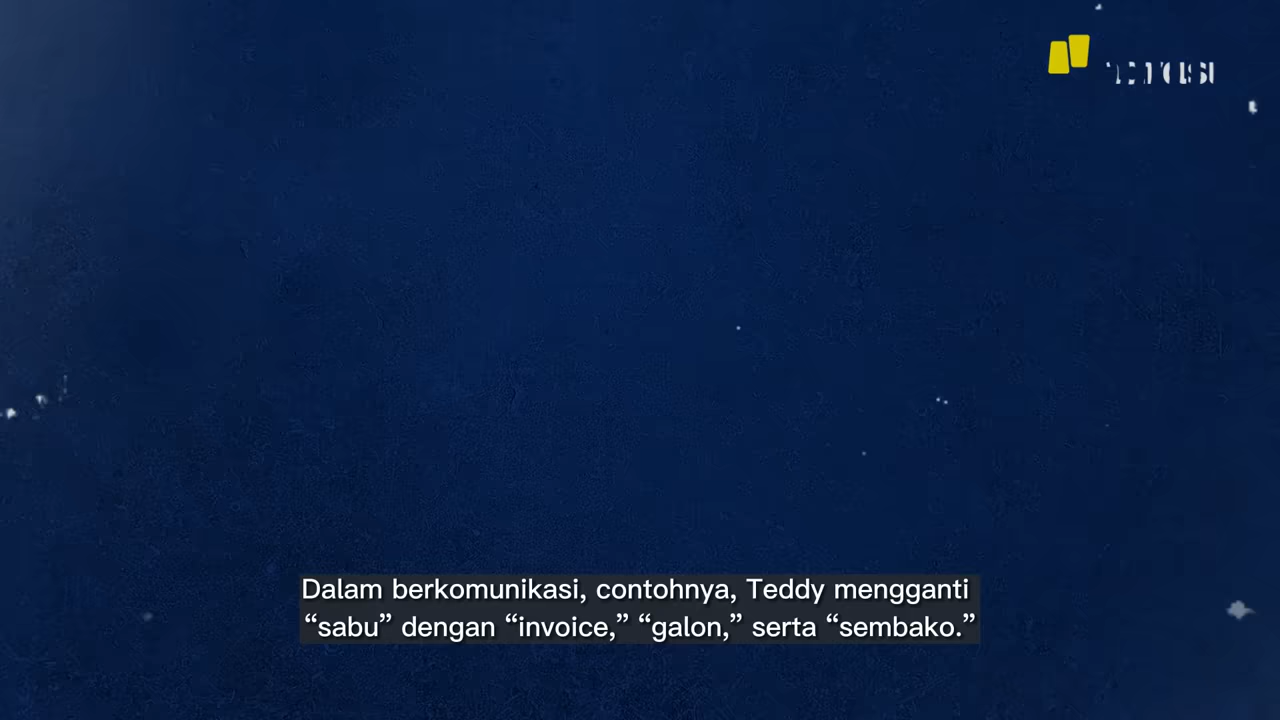 Dalam berkomunikasi, contohnya, Teddy mengganti
“sabu” dengan “invoice,” “galon,” serta “sembako.”